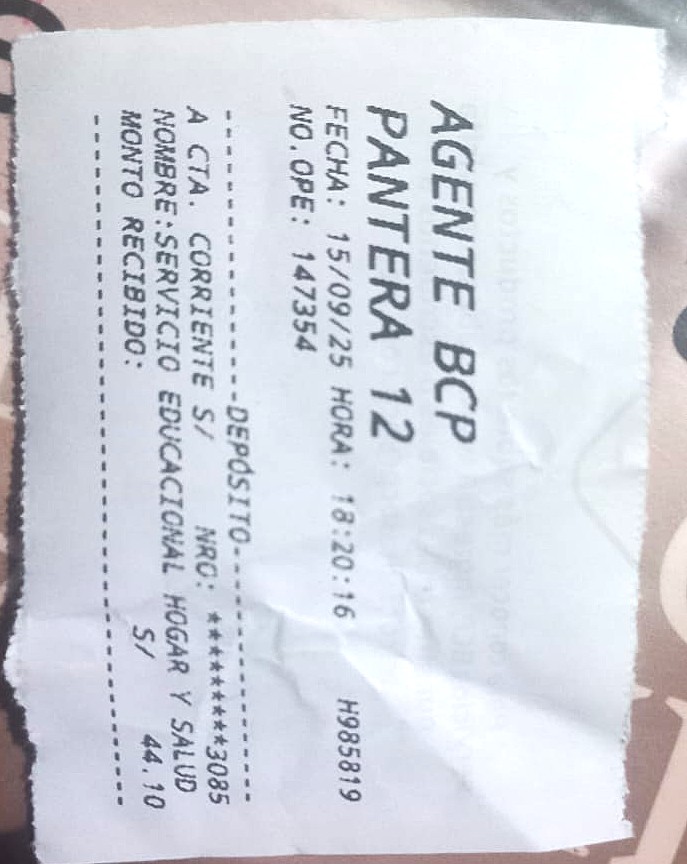 AGENTE BCP
PANTERA 12
FECHA: 15/09/25 HORA: 18:20:16 H985819
NO.OPE: 147354
-----------------DEPÓSITO-----------------
A CTA. CORRIENTE S/ NRO: *********3085
NOMBRE:SERVICIO EDUCACIONAL HOGAR Y SALUD
MONTO RECIBIDO: S/ 44.10